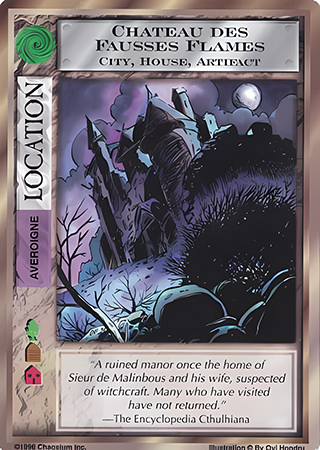 CHATEAU DES
FAUSSES FLAMES
CITY, HOUSE, ARTIFACT
LOCATION
AVEROIGNE
"A ruined manor once the home of
Sieur de Malinbous and his wife, suspected
of witchcraft. Many who have visited
have not returned."
—The Encyclopedia Cthulhiana
©1996 Chaosium Inc.
Illustration © By Ovi Hondru